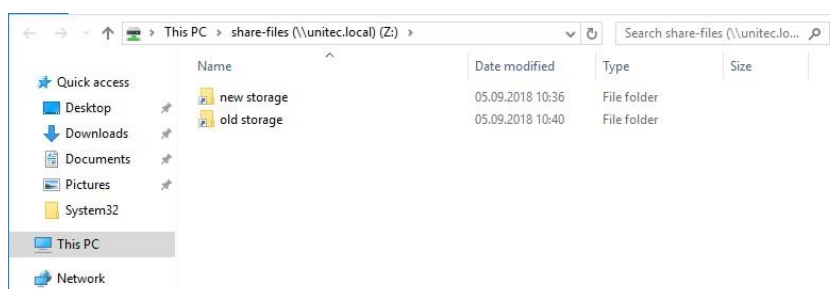 This PC > share-files (\\unitec.local) (Z:) >
Search share-files (\\unitec.lo...
Name Date modified Type Size
Quick access
Desktop
Downloads
Documents
Pictures
System32
This PC
Network
new storage 05.09.2018 10:36 File folder
old storage 05.09.2018 10:40 File folder